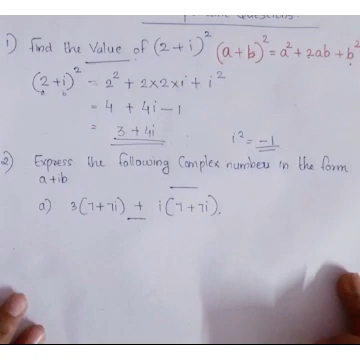 Questions.
1) Find the Value of (2+i)² (a+b)² = a² + 2ab + b²
(2+i)² = 2² + 2×2×i + i²
a b
= 4 + 4i - 1
= 3 + 4i i² = -1
2) Express the following Complex numbers in the form
a+ib
a) 3(7+7i) + i(7+7i).